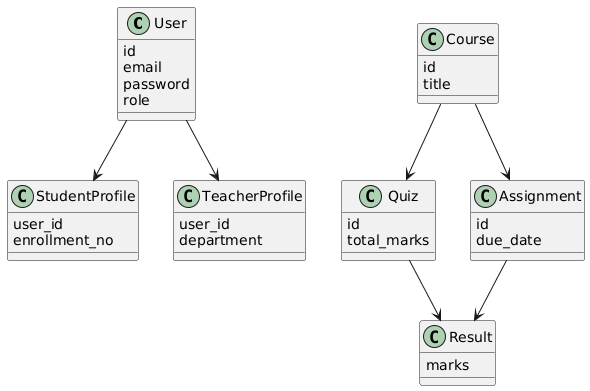 C User
id
email
password
role
C Course
id
title
C StudentProfile
user_id
enrollment_no
C TeacherProfile
user_id
department
C Quiz
id
total_marks
C Assignment
id
due_date
C Result
marks